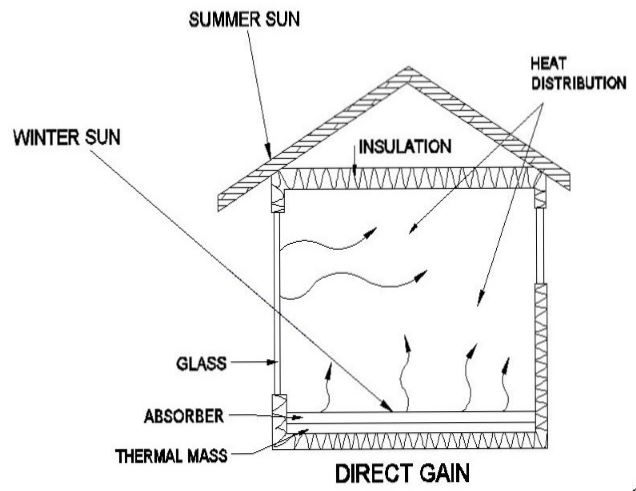 SUMMER SUN
HEAT
DISTRIBUTION
WINTER SUN
INSULATION
GLASS
ABSORBER
THERMAL MASS
DIRECT GAIN